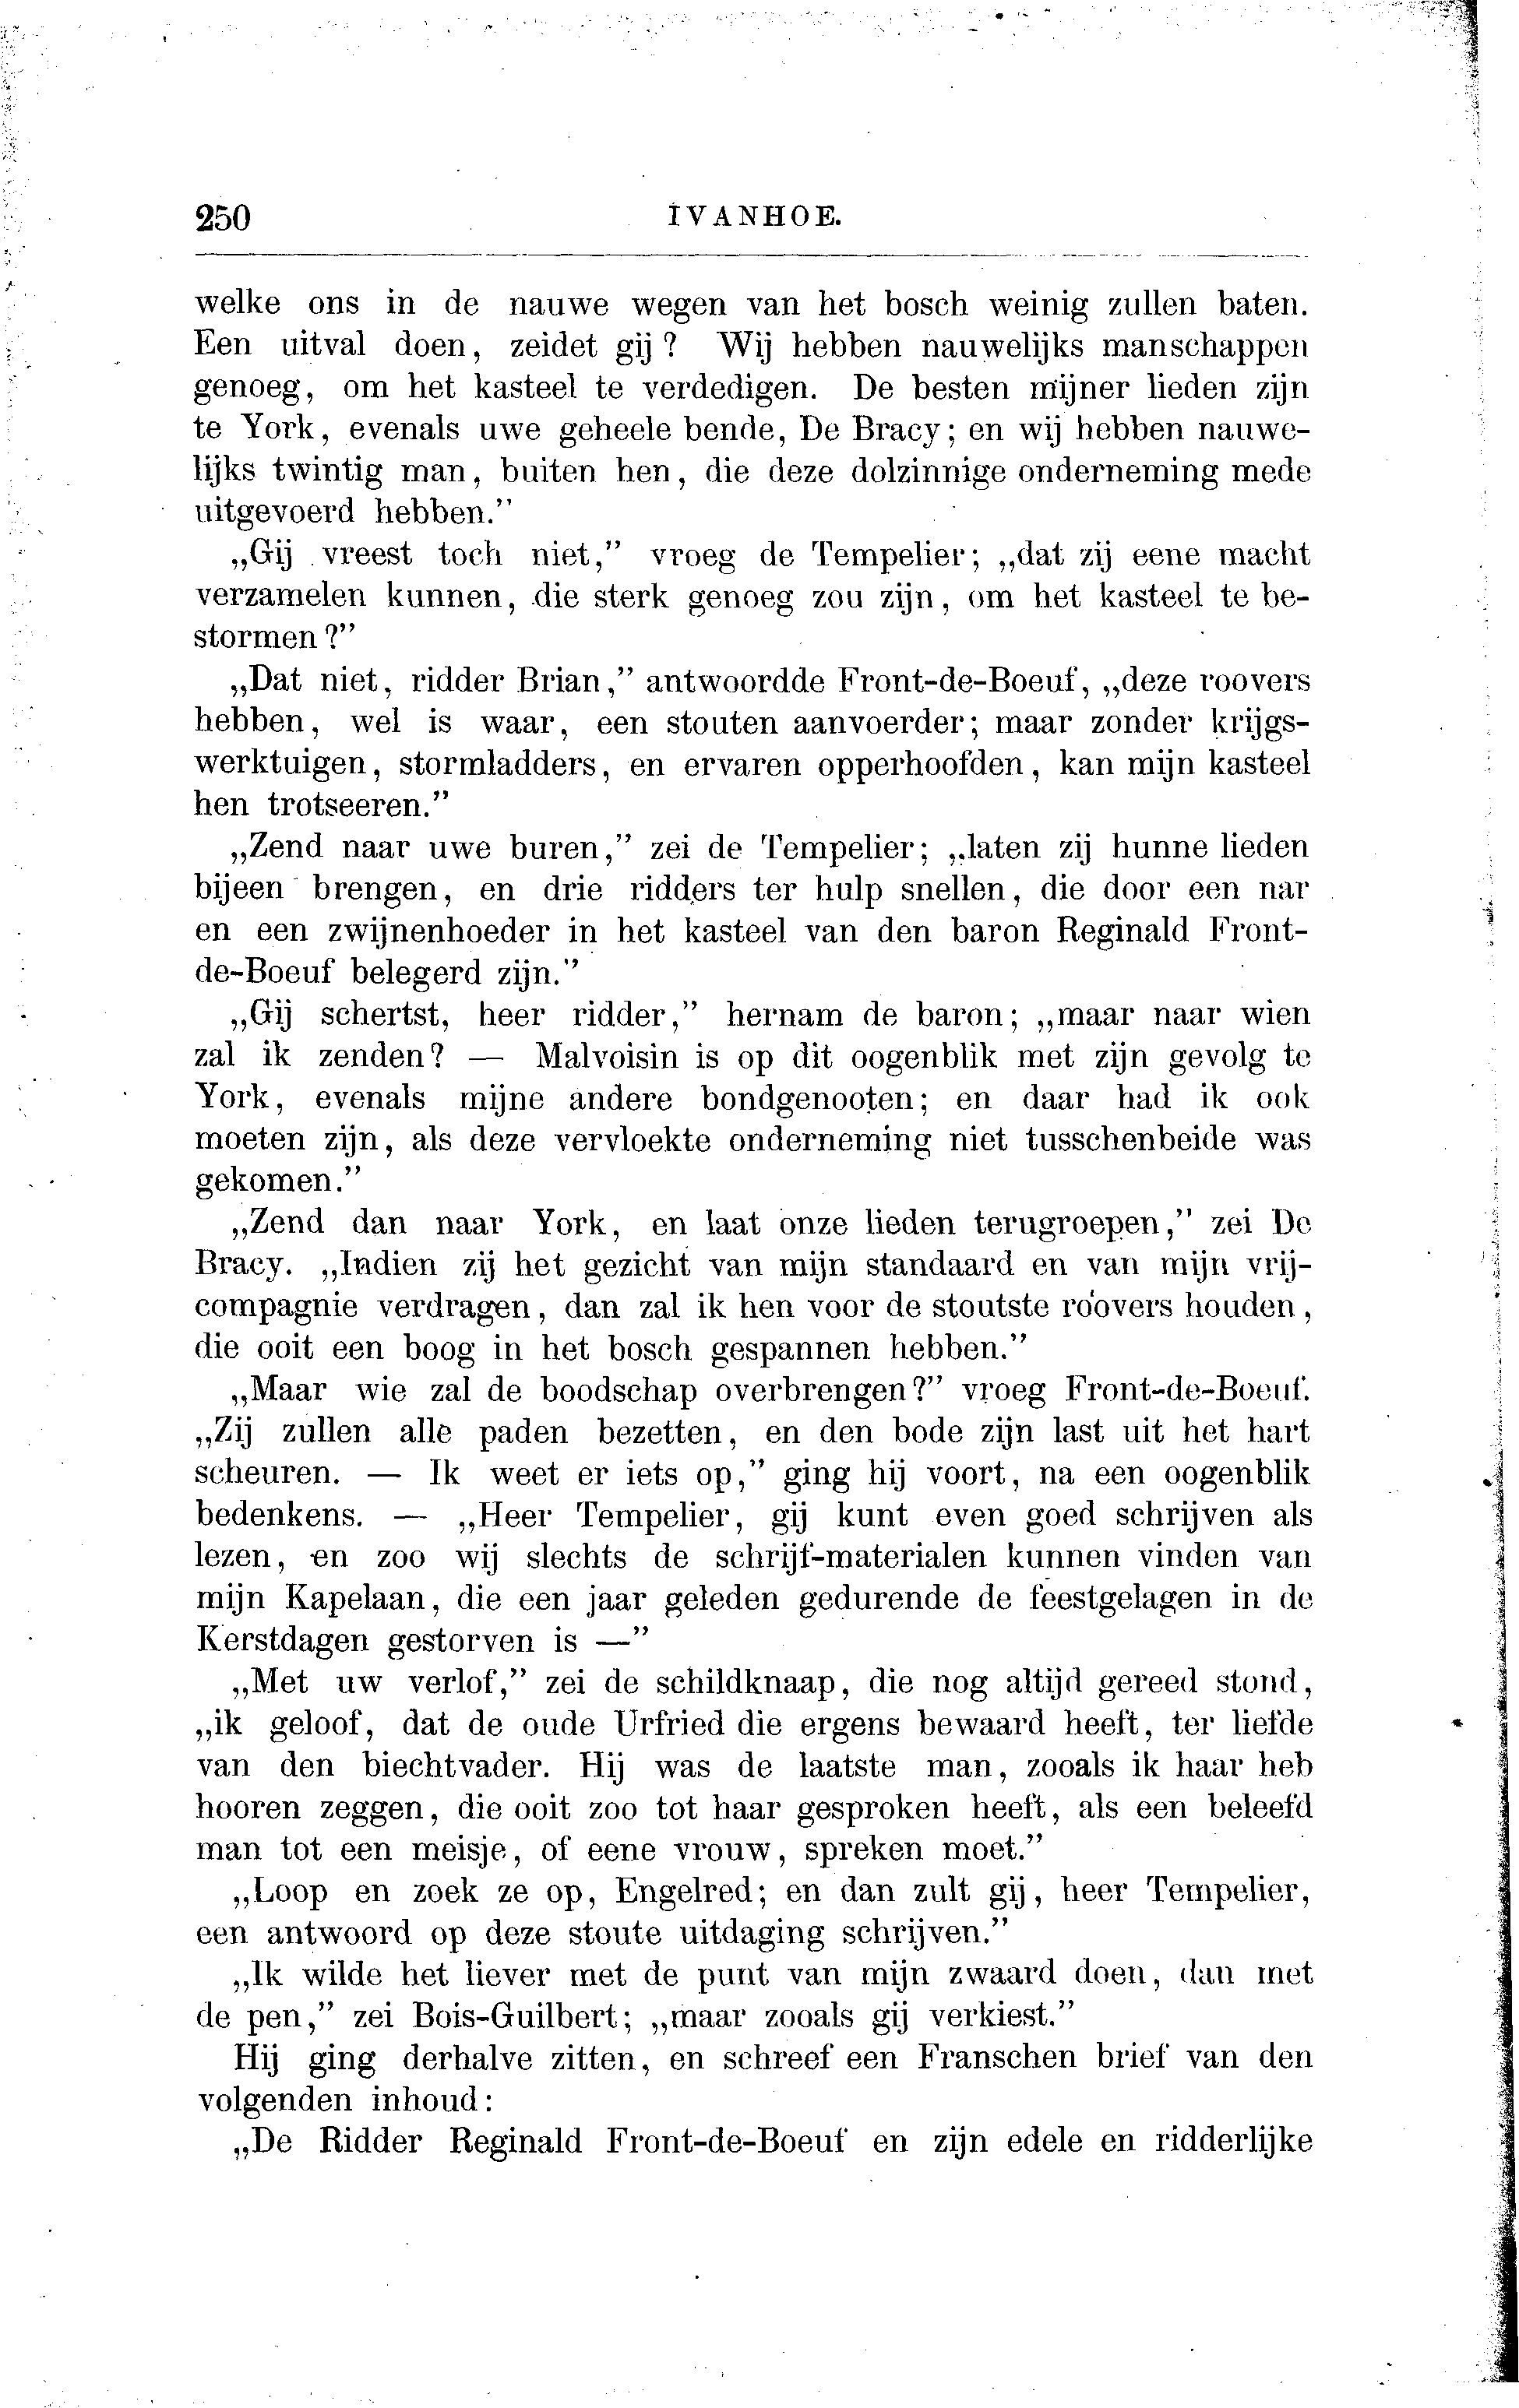 250
IVANHOE.
welke ons in de nauwe wegen van het bosch weinig zullen baten.
Een uitval doen, zeidet gij? Wij hebben nauwelijks manschappen
genoeg, om het kasteel te verdedigen. De besten mijner lieden zijn
te York, evenals uwe geheele bende, De Bracy; en wij hebben nauwe-
lijks twintig man, buiten hen, die deze dolzinnige onderneming mede
uitgevoerd hebben.”
„Gij vreest toch niet,” vroeg de Tempelier; „dat zij eene macht
verzamelen kunnen, die sterk genoeg zou zijn, om het kasteel te be-
stormen?”
„Dat niet, ridder Brian,” antwoordde Front-de-Boeuf, „deze roovers
hebben, wel is waar, een stouten aanvoerder; maar zonder krijgs-
werktuigen, stormladders, en ervaren opperhoofden, kan mijn kasteel
hen trotseeren.”
„Zend naar uwe buren,” zei de Tempelier; „laten zij hunne lieden
bijeen brengen, en drie ridders ter hulp snellen, die door een nar
en een zwijnenhoeder in het kasteel van den baron Reginald Front-
de-Boeuf belegerd zijn.”
„Gij schertst, heer ridder,” hernam de baron; „maar naar wien
zal ik zenden? — Malvoisin is op dit oogenblik met zijn gevolg te
York, evenals mijne andere bondgenooten; en daar had ik ook
moeten zijn, als deze vervloekte onderneming niet tusschenbeide was
gekomen.”
„Zend dan naar York, en laat onze lieden terugroepen,” zei De
Bracy. „Indien zij het gezicht van mijn standaard en van mijn vrij-
compagnie verdragen, dan zal ik hen voor de stoutste roovers houden,
die ooit een boog in het bosch gespannen hebben.”
„Maar wie zal de boodschap overbrengen?” vroeg Front-de-Boeuf.
„Zij zullen alle paden bezetten, en den bode zijn last uit het hart
scheuren. — Ik weet er iets op,” ging hij voort, na een oogenblik
bedenkens. — „Heer Tempelier, gij kunt even goed schrijven als
lezen, en zoo wij slechts de schrijf-materialen kunnen vinden van
mijn Kapelaan, die een jaar geleden gedurende de feestgelagen in de
Kerstdagen gestorven is —”
„Met uw verlof,” zei de schildknaap, die nog altijd gereed stond,
„ik geloof, dat de oude Urfried die ergens bewaard heeft, ter liefde
van den biechtvader. Hij was de laatste man, zooals ik haar heb
hooren zeggen, die ooit zoo tot haar gesproken heeft, als een beleefd
man tot een meisje, of eene vrouw, spreken moet.”
„Loop en zoek ze op, Engelred; en dan zult gij, heer Tempelier,
een antwoord op deze stoute uitdaging schrijven.”
„Ik wilde het liever met de punt van mijn zwaard doen, dan met
de pen,” zei Bois-Guilbert; „maar zooals gij verkiest.”
Hij ging derhalve zitten, en schreef een Franschen brief van den
volgenden inhoud:
„De Ridder Reginald Front-de-Boeuf en zijn edele en ridderlijke